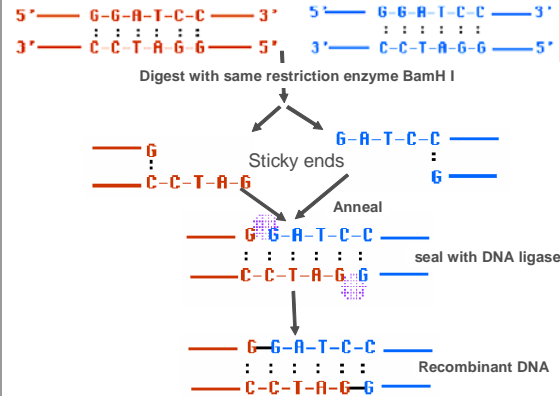 5' G-G-A-T-C-C 3' 5' G-G-A-T-C-C 3'
3' C-C-T-A-G-G 5' 3' C-C-T-A-G-G 5'
Digest with same restriction enzyme BamH I
G G-A-T-C-C
Sticky ends
C-C-T-A-G G
Anneal
G G-A-T-C-C
seal with DNA ligase
C-C-T-A-G G
G-G-A-T-C-C
Recombinant DNA
C-C-T-A-G-G